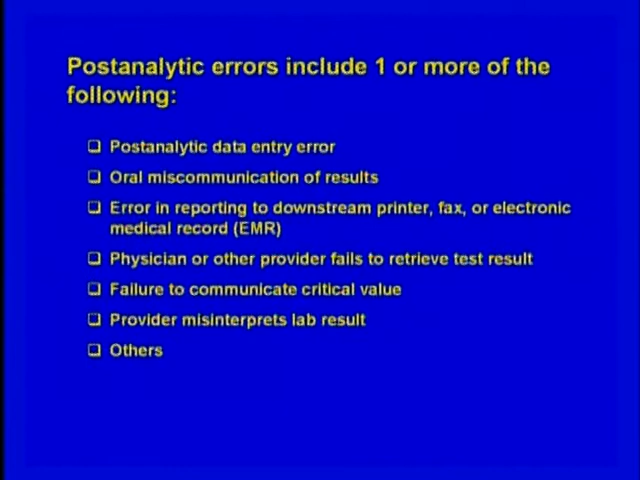 Postanalytic errors include 1 or more of the
following:
❑ Postanalytic data entry error
❑ Oral miscommunication of results
❑ Error in reporting to downstream printer, fax, or electronic
medical record (EMR)
❑ Physician or other provider fails to retrieve test result
❑ Failure to communicate critical value
❑ Provider misinterprets lab result
❑ Others